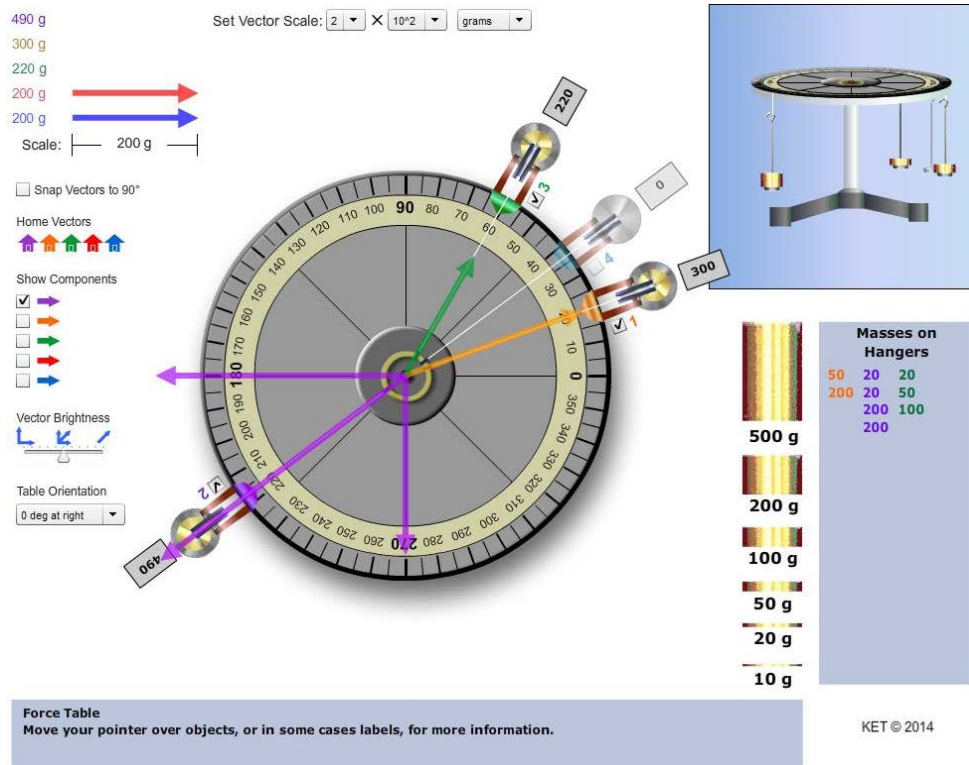 490 g
300 g
220 g
200 g
200 g
Scale: 200 g
Set Vector Scale: 2 × 10^2 grams
Snap Vectors to 90°
Home Vectors
Show Components
Vector Brightness
Table Orientation
0 deg at right
220
3
0
4
300
1
2
490
0
10
20
30
40
50
60
70
80
90
100
110
120
130
140
150
160
170
180
190
200
210
220
230
240
250
260
270
280
290
300
310
320
330
340
350
500 g
200 g
100 g
50 g
20 g
10 g
Masses on
Hangers
50 20 20
200 20 50
200 100
200
Force Table
Move your pointer over objects, or in some cases labels, for more information.
KET © 2014